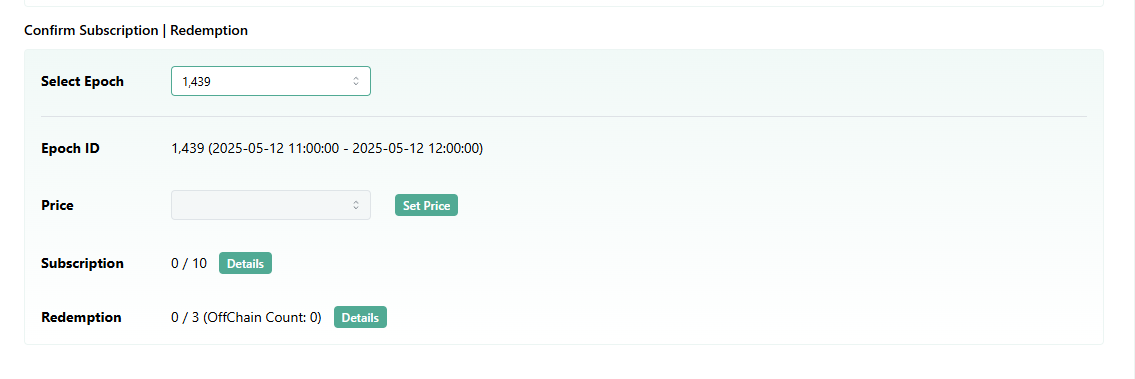 Confirm Subscription | Redemption
Select Epoch 1,439
Epoch ID 1,439 (2025-05-12 11:00:00 - 2025-05-12 12:00:00)
Price Set Price
Subscription 0 / 10 Details
Redemption 0 / 3 (OffChain Count: 0) Details